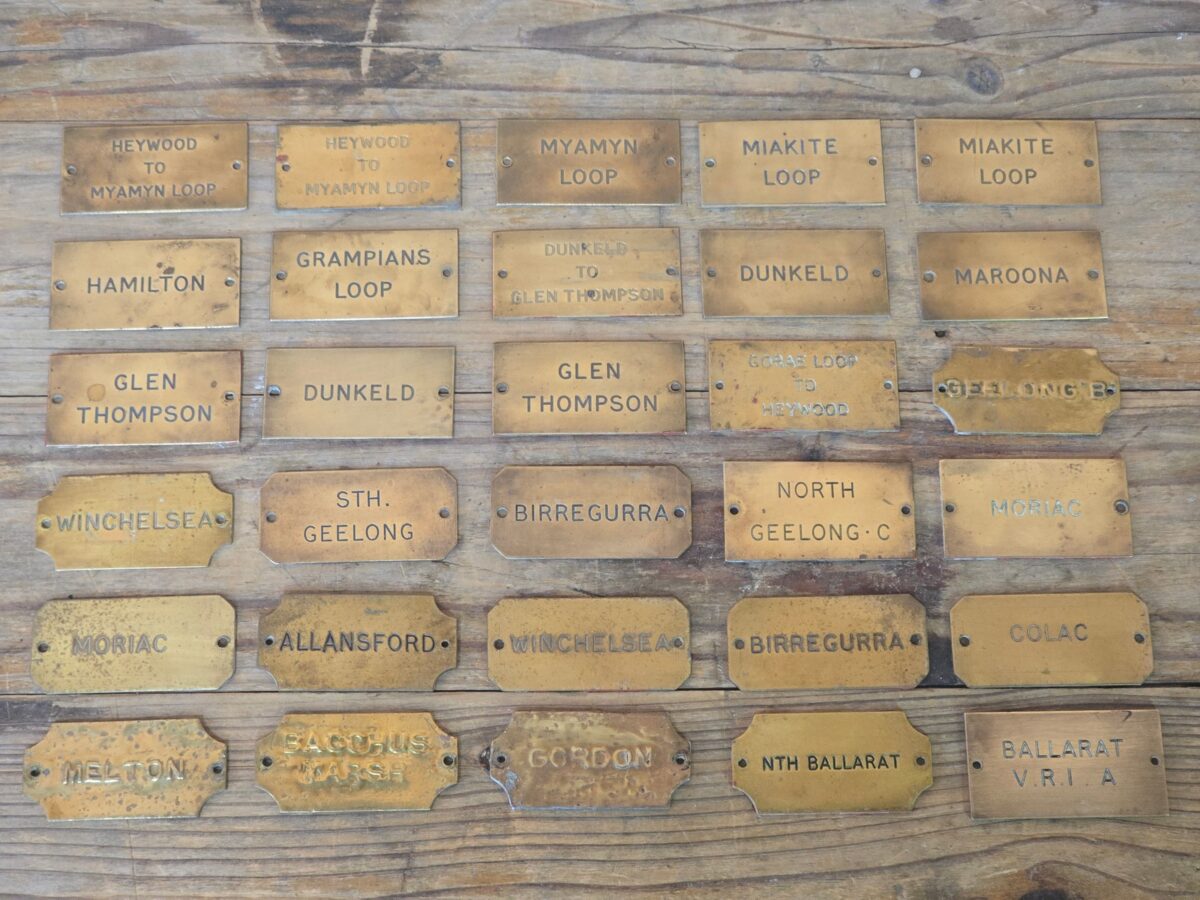 HEYWOOD
TO
MYAMYN LOOP
HEYWOOD
TO
MYAMYN LOOP
MYAMYN
LOOP
MIAKITE
LOOP
MIAKITE
LOOP
HAMILTON
GRAMPIANS
LOOP
DUNKELD
TO
GLEN THOMPSON
DUNKELD
MAROONA
GLEN
THOMPSON
DUNKELD
GLEN
THOMPSON
GORAE LOOP
TO
HEYWOOD
GEELONG'B'
WINCHELSEA
STH.
GEELONG
BIRREGURRA
NORTH
GEELONG·C
MORIAC
MORIAC
ALLANSFORD
WINCHELSEA
BIRREGURRA
COLAC
MELTON
BACCHUS
MARSH
GORDON
NTH BALLARAT
BALLARAT
V.R.I. A